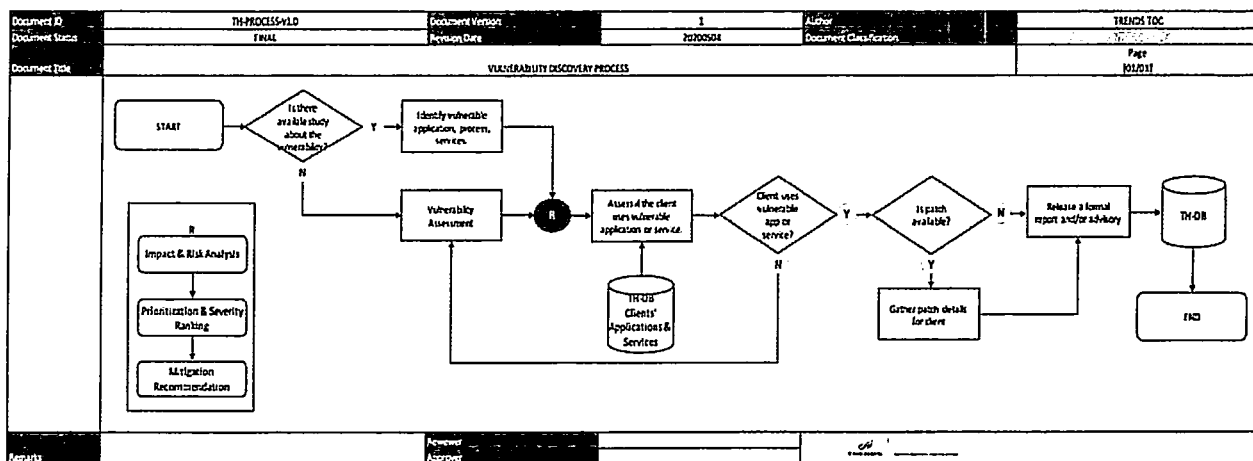 Document ID TH-PROCESS-v1.0 Document Version 1 Author TRENDS TOC
Document Status FINAL Revision Date 20200504 Document Classification
Page
Document Title VULNERABILITY DISCOVERY PROCESS [01/01]
START
Is there
available study
about the
vulnerability?
Y
Identify vulnerable
application, process,
services.
N
Vulnerability
Assessment
R
Assess if the client
uses vulnerable
application or service.
Client uses
vulnerable
app or
service?
Y
Is patch
available?
N
Release a formal
report and/or advisory
TH-DB
N
Y
TH-DB
Clients'
Applications &
Services
Gather patch details
for client
END
R
Impact & Risk Analysis
Prioritization & Severity
Ranking
Mitigation
Recommendation
Remarks
Reviewer
Approver